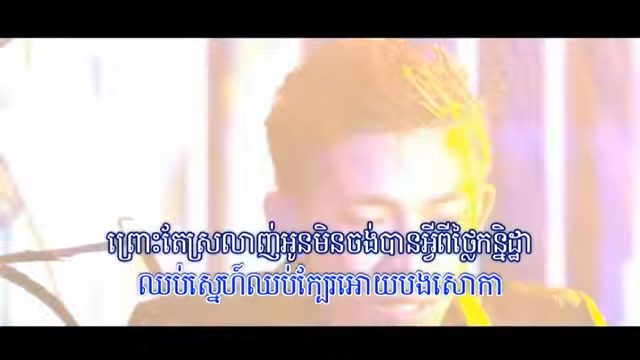 ព្រោះតែស្រលាញ់អូនមិនចង់បានអ្វីពីថ្លៃកន្និដ្ឋា
ឈប់ស្នេហ៍ឈប់ក្បែរអោយបងសោកា